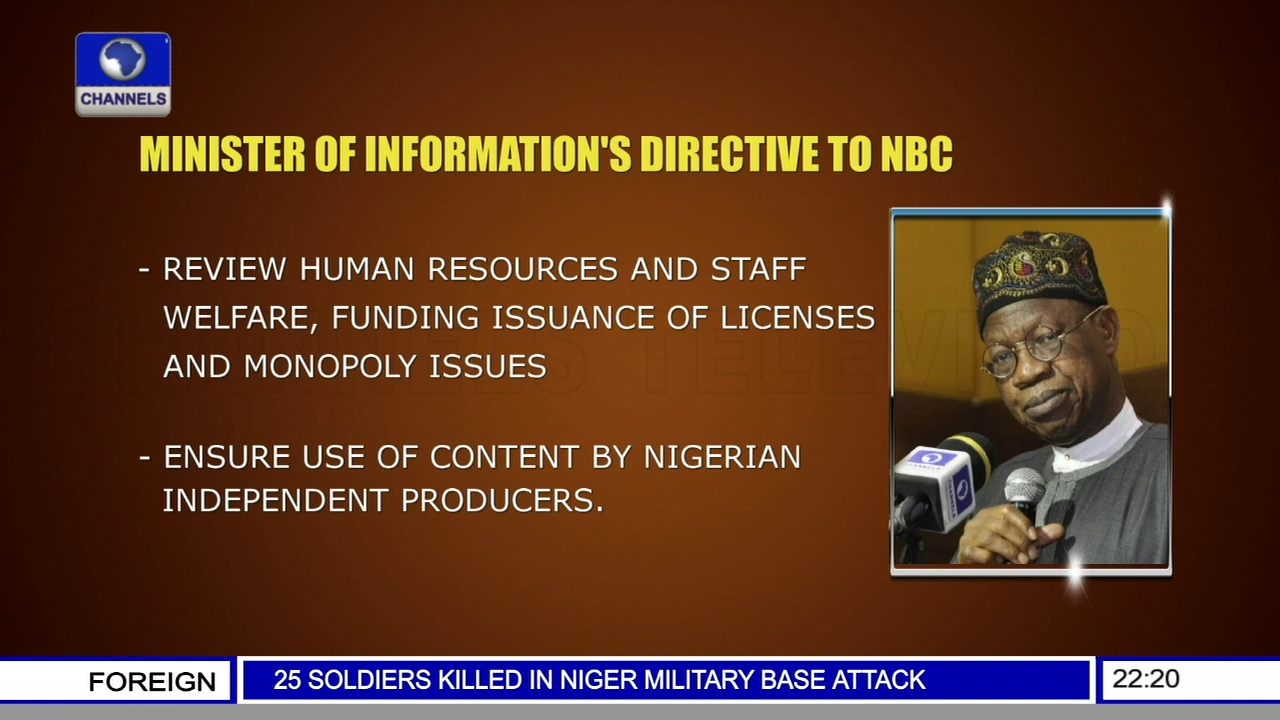 CHANNELS
MINISTER OF INFORMATION'S DIRECTIVE TO NBC
- REVIEW HUMAN RESOURCES AND STAFF
WELFARE, FUNDING ISSUANCE OF LICENSES
AND MONOPOLY ISSUES
- ENSURE USE OF CONTENT BY NIGERIAN
INDEPENDENT PRODUCERS.
CHANNELS
FOREIGN
25 SOLDIERS KILLED IN NIGER MILITARY BASE ATTACK
22:20